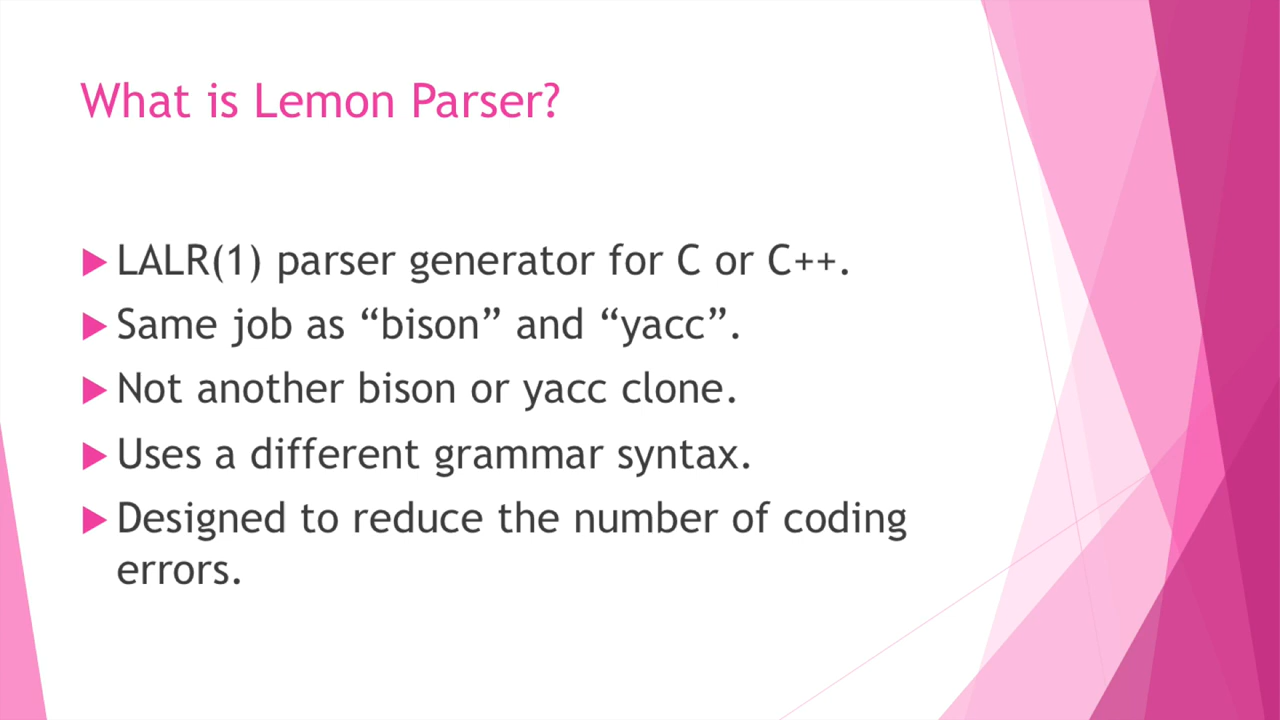 What is Lemon Parser?
LALR(1) parser generator for C or C++.
Same job as “bison” and “yacc”.
Not another bison or yacc clone.
Uses a different grammar syntax.
Designed to reduce the number of coding
errors.